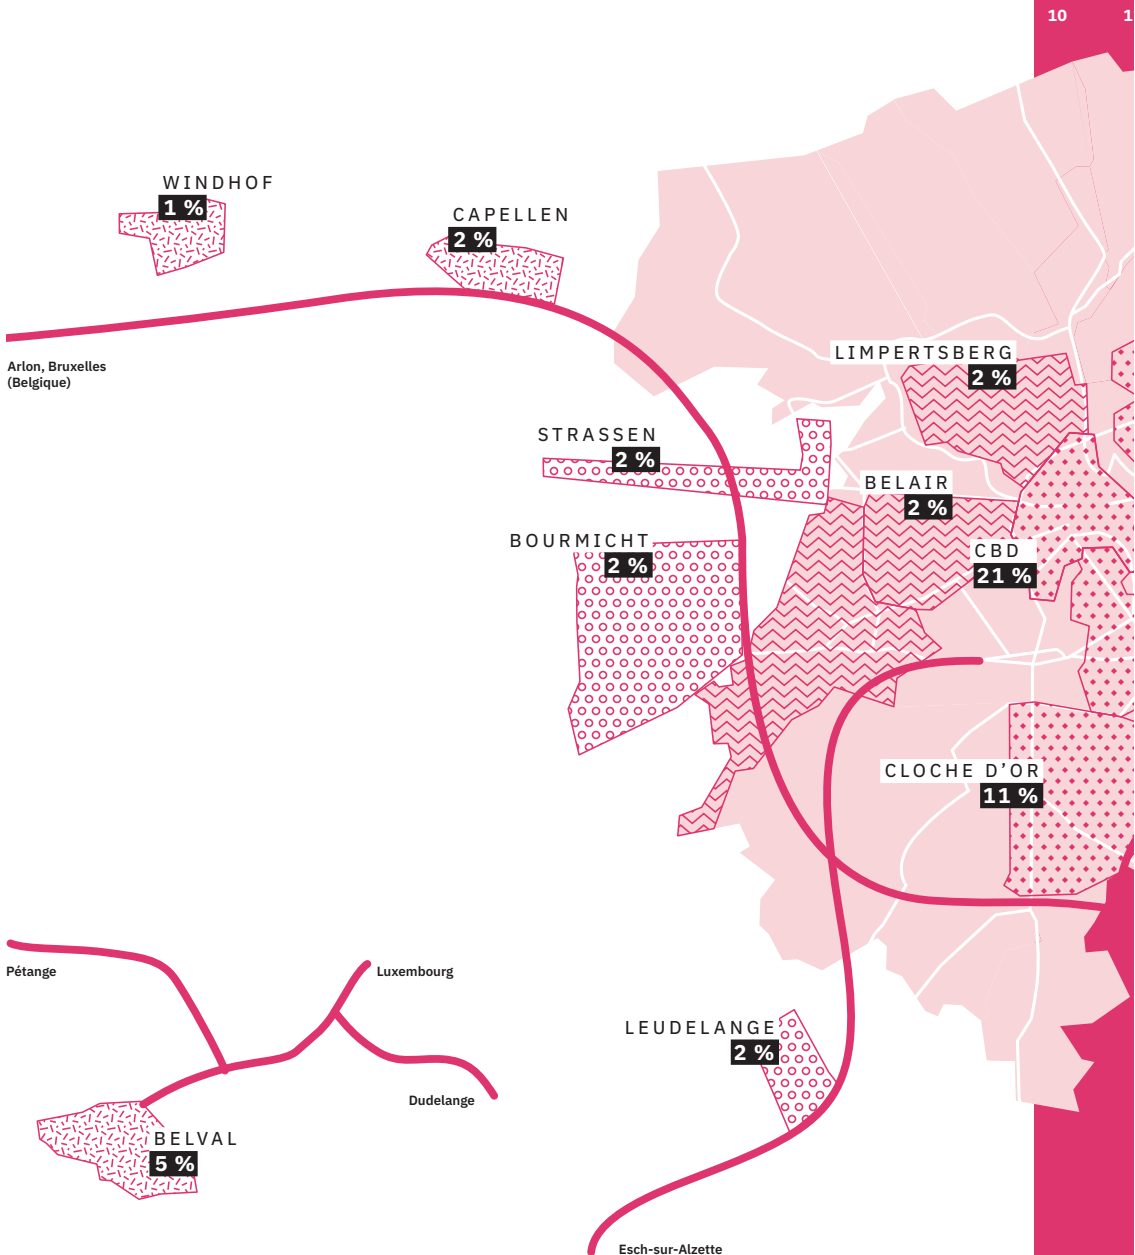 10
WINDHOF
1 %
CAPELLEN
2 %
Arlon, Bruxelles
(Belgique)
LIMPERTSBERG
2 %
STRASSEN
2 %
BELAIR
2 %
BOURMICHT
2 %
CBD
21 %
CLOCHE D’OR
11 %
Pétange
Luxembourg
LEUDELANGE
2 %
Dudelange
BELVAL
5 %
Esch-sur-Alzette